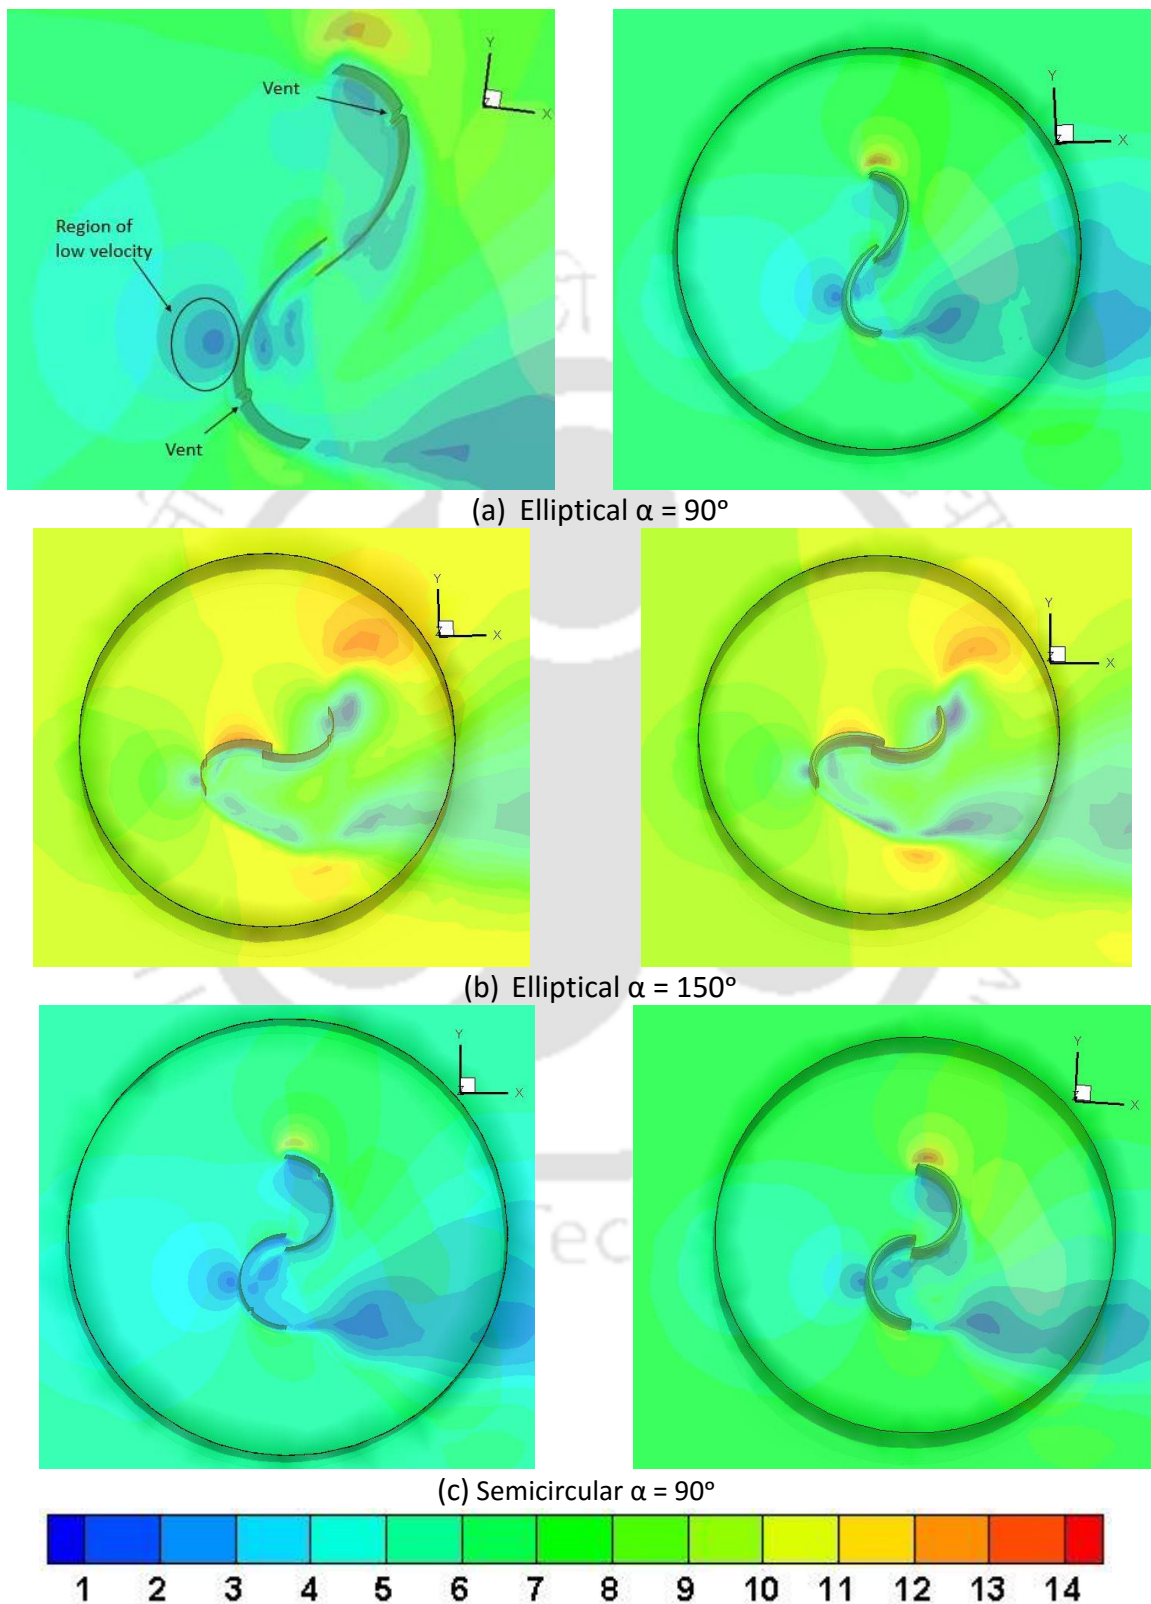 Vent
Y
X
Region of
low velocity
Vent
Y
Z
X
(a) Elliptical α = 90°
Y
Z
X
Y
Z
X
(b) Elliptical α = 150°
Y
Z
X
Y
Z
X
Tec
(c) Semicircular α = 90°
1 2 3 4 5 6 7 8 9 10 11 12 13 14